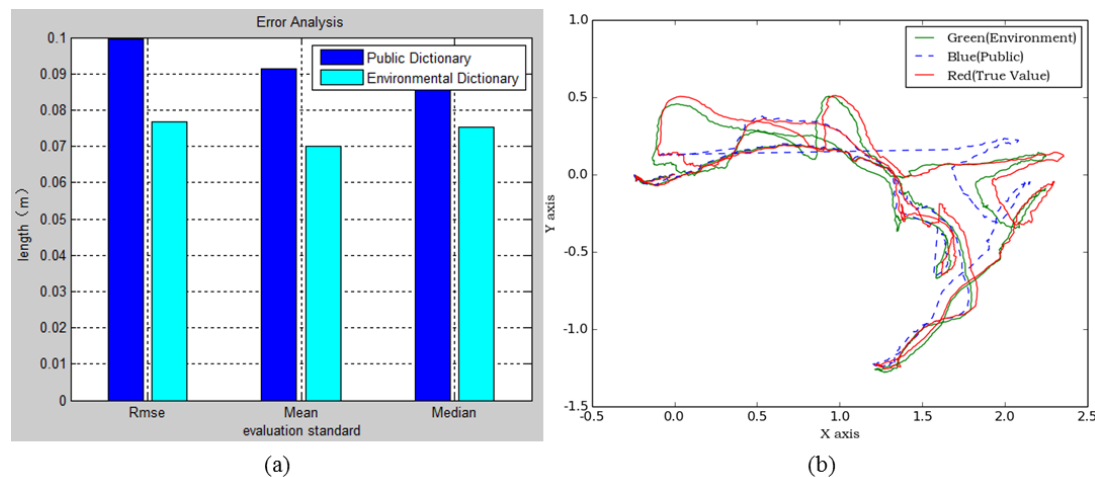 Error Analysis
0.1
0.09
0.08
0.07
0.06
0.05
0.04
0.03
0.02
0.01
0
length（m）
Public Dictionary
Environmental Dictionary
Rmse
Mean
Median
evaluation standard
(a)
1.0
0.5
0.0
-0.5
-1.0
-1.5
Y axis
Green(Environment)
Blue(Public)
Red(True Value)
-0.5
0.0
0.5
1.0
1.5
2.0
2.5
X axis
(b)